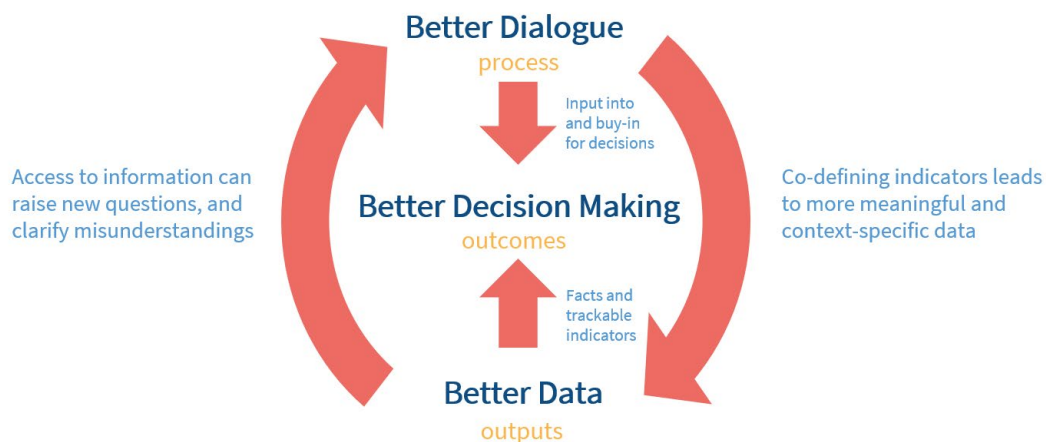 Better Dialogue
process
Input into
and buy-in
for decisions
Access to information can
raise new questions, and
clarify misunderstandings
Better Decision Making
outcomes
Co-defining indicators leads
to more meaningful and
context-specific data
Facts and
trackable
indicators
Better Data
outputs